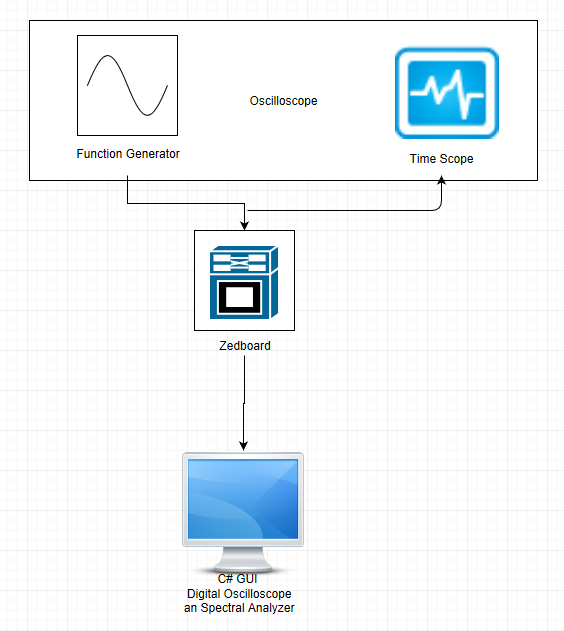 Oscilloscope
Function Generator
Time Scope
Zedboard
C# GUI
Digital Oscilloscope
an Spectral Analyzer